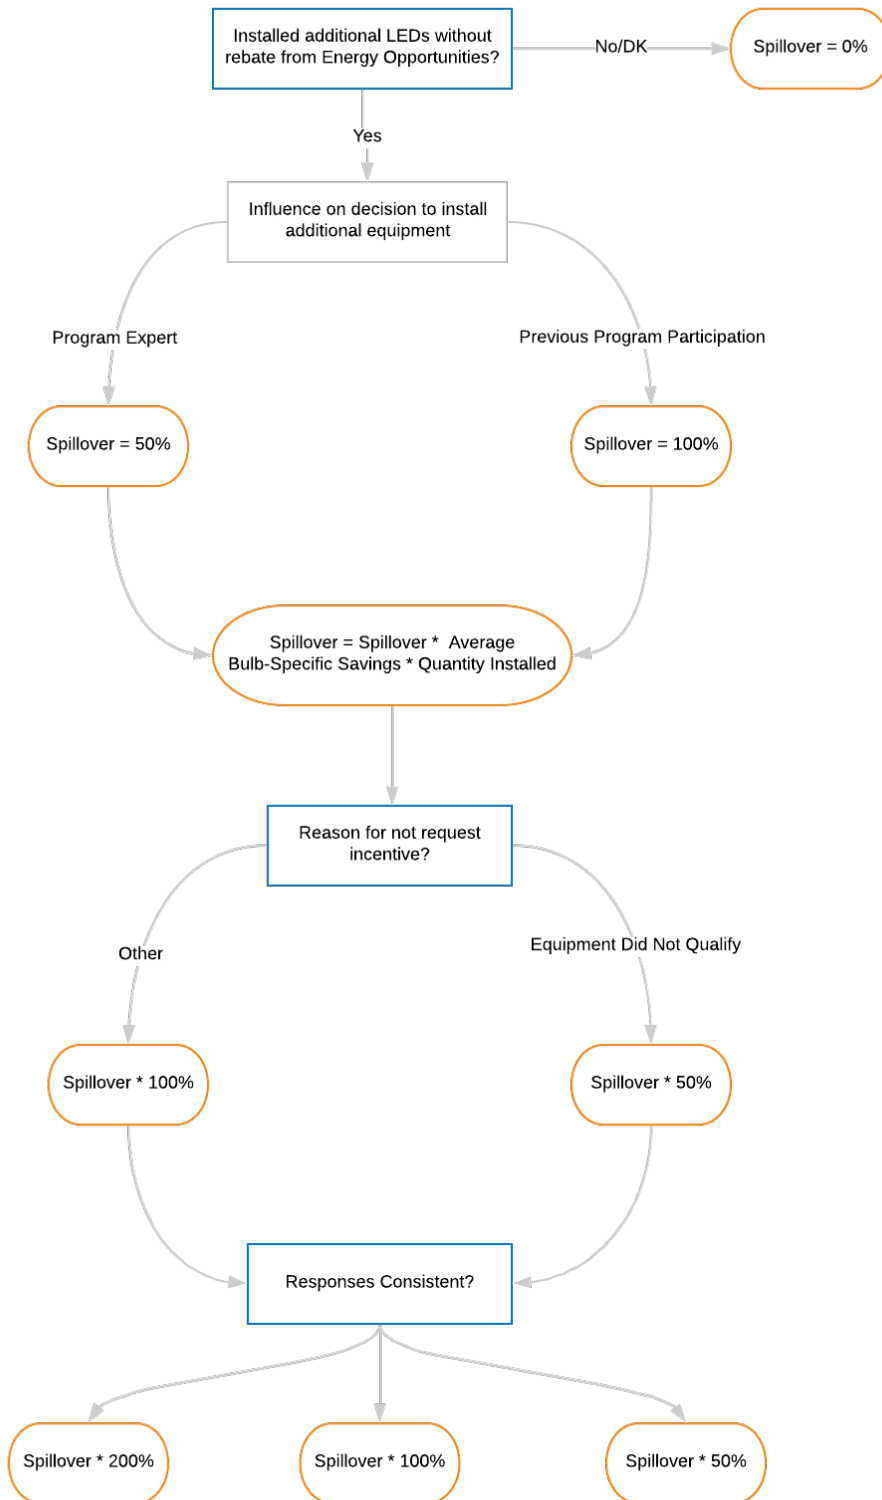 Installed additional LEDs without
rebate from Energy Opportunities?
No/DK
Spillover = 0%
Yes
Influence on decision to install
additional equipment
Program Expert
Previous Program Participation
Spillover = 50%
Spillover = 100%
Spillover = Spillover * Average
Bulb-Specific Savings * Quantity Installed
Reason for not request
incentive?
Other
Equipment Did Not Qualify
Spillover * 100%
Spillover * 50%
Responses Consistent?
Spillover * 200%
Spillover * 100%
Spillover * 50%